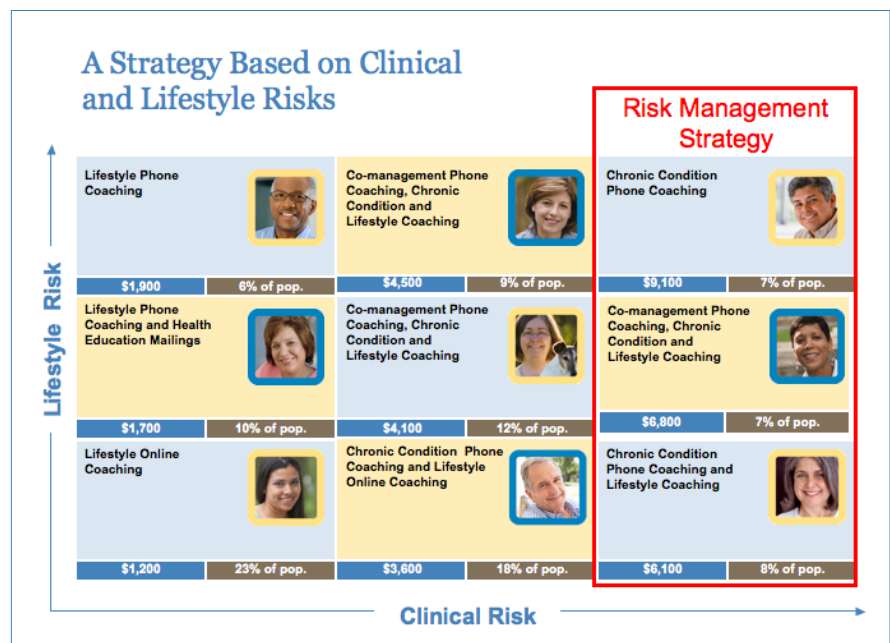 A Strategy Based on Clinical
and Lifestyle Risks
Risk Management
Strategy
Lifestyle Phone
Coaching
$1,900
6% of pop.
Co-management Phone
Coaching, Chronic
Condition and
Lifestyle Coaching
$4,500
9% of pop.
Chronic Condition
Phone Coaching
$9,100
7% of pop.
Lifestyle Phone
Coaching and Health
Education Mailings
$1,700
10% of pop.
Co-management Phone
Coaching, Chronic
Condition and
Lifestyle Coaching
$4,100
12% of pop.
Co-management Phone
Coaching, Chronic
Condition and
Lifestyle Coaching
$6,800
7% of pop.
Lifestyle Online
Coaching
$1,200
23% of pop.
Chronic Condition Phone
Coaching and Lifestyle
Online Coaching
$3,600
18% of pop.
Chronic Condition
Phone Coaching and
Lifestyle Coaching
$6,100
8% of pop.
Lifestyle Risk
Clinical Risk